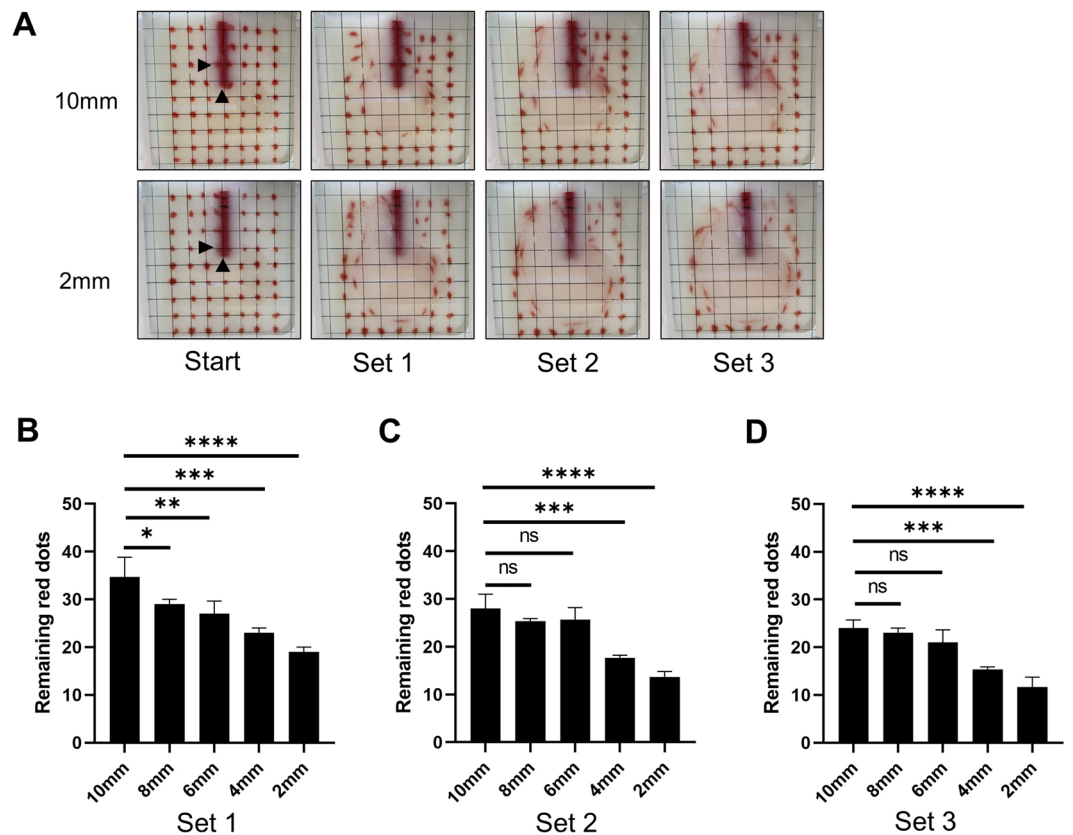 A
10mm
2mm
Start Set 1 Set 2 Set 3
B C D
**** 
*** 
** 
* 
50
40
30
20
10
0
Remaining red dots
10mm 8mm 6mm 4mm 2mm
Set 1
****
***
ns
ns
50
40
30
20
10
0
Remaining red dots
10mm 8mm 6mm 4mm 2mm
Set 2
****
***
ns
ns
50
40
30
20
10
0
Remaining red dots
10mm 8mm 6mm 4mm 2mm
Set 3